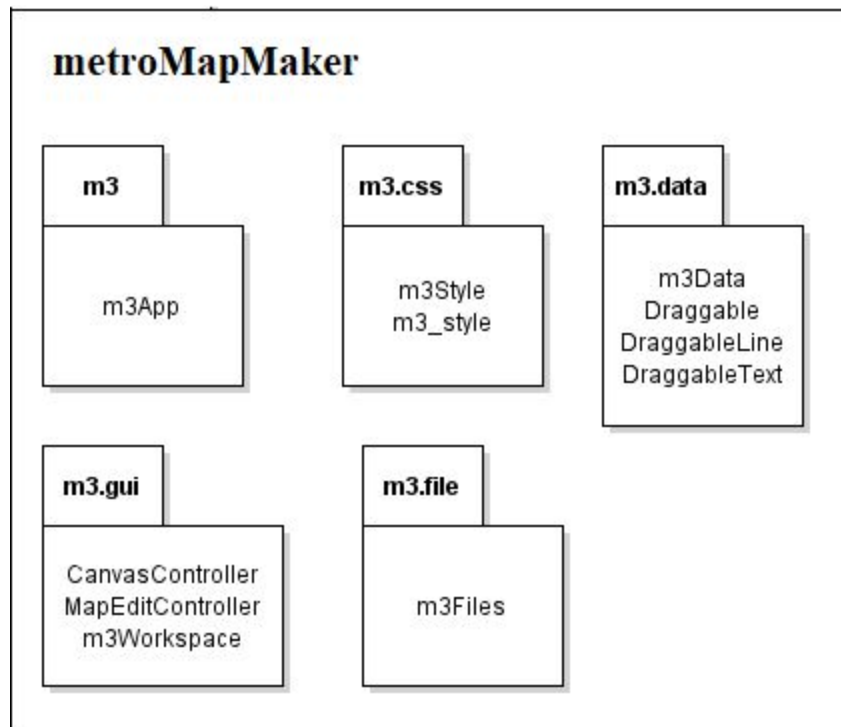 metroMapMaker
m3
m3App
m3.css
m3Style
m3_style
m3.data
m3Data
Draggable
DraggableLine
DraggableText
m3.gui
CanvasController
MapEditController
m3Workspace
m3.file
m3Files